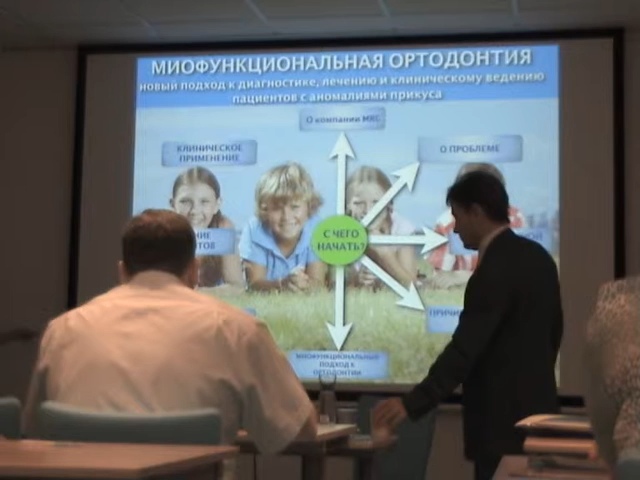 МИОФУНКЦИОНАЛЬНАЯ ОРТОДОНТИЯ
новый подход к диагностике, лечению и клиническому ведению
пациентов с аномалиями прикуса
О компании МКС
КЛИНИЧЕСКОЕ
ПРИМЕНЕНИЕ
О ПРОБЛЕМЕ
С ЧЕГО
НАЧАТЬ?
МИОФУНКЦИОНАЛЬНЫЙ
ПОДХОД К
ОРТОДОНТИИ